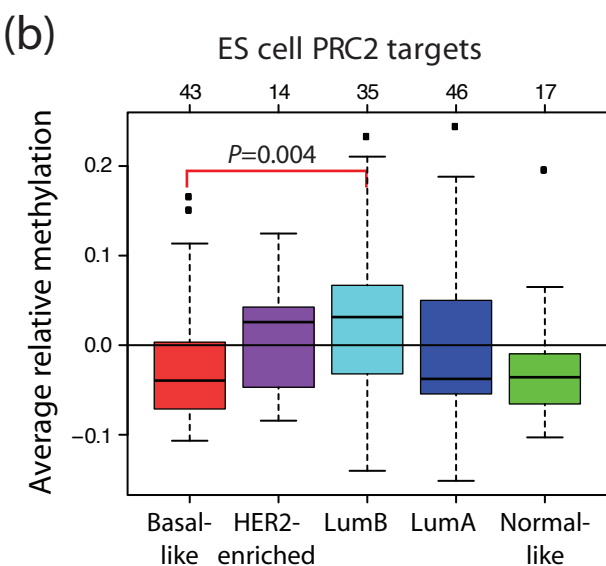 (b)
ES cell PRC2 targets
43 14 35 46 17
Average relative methylation
P=0.004
0.2
0.1
0.0
−0.1
Basal-like HER2-enriched LumB LumA Normal-like